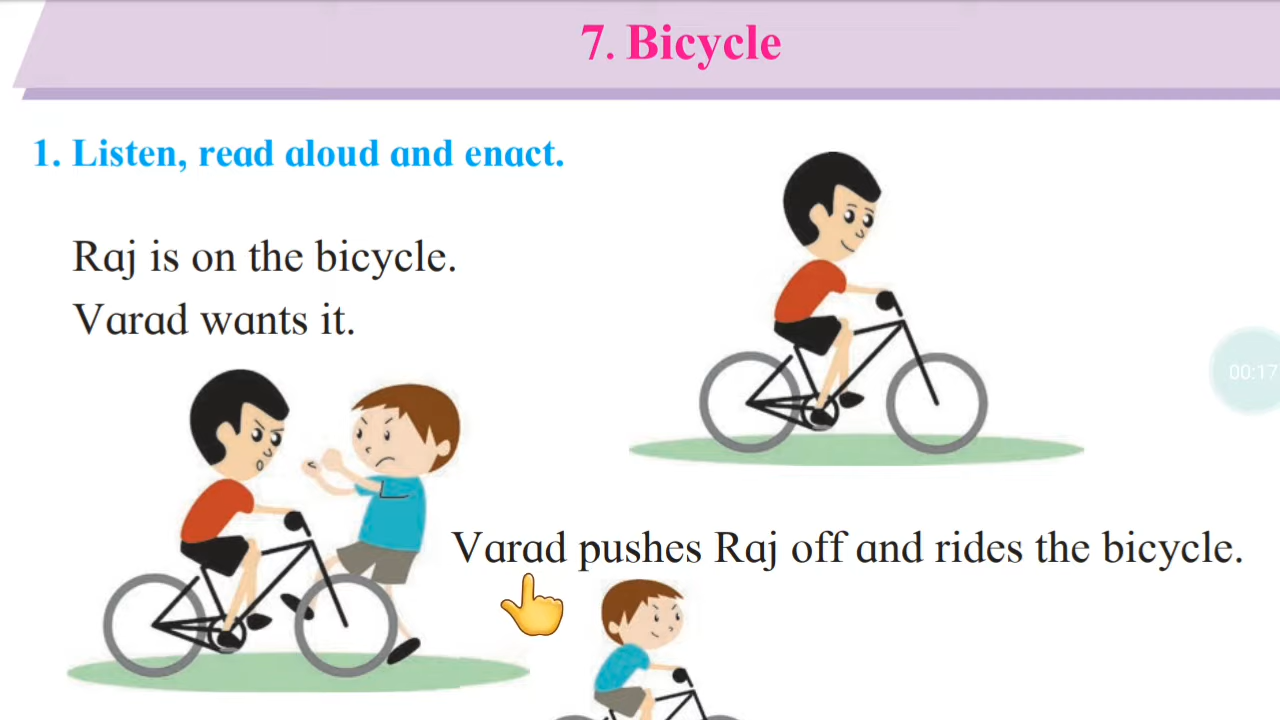 7. Bicycle
1. Listen, read aloud and enact.
Raj is on the bicycle.
Varad wants it.
00:17
Varad pushes Raj off and rides the bicycle.